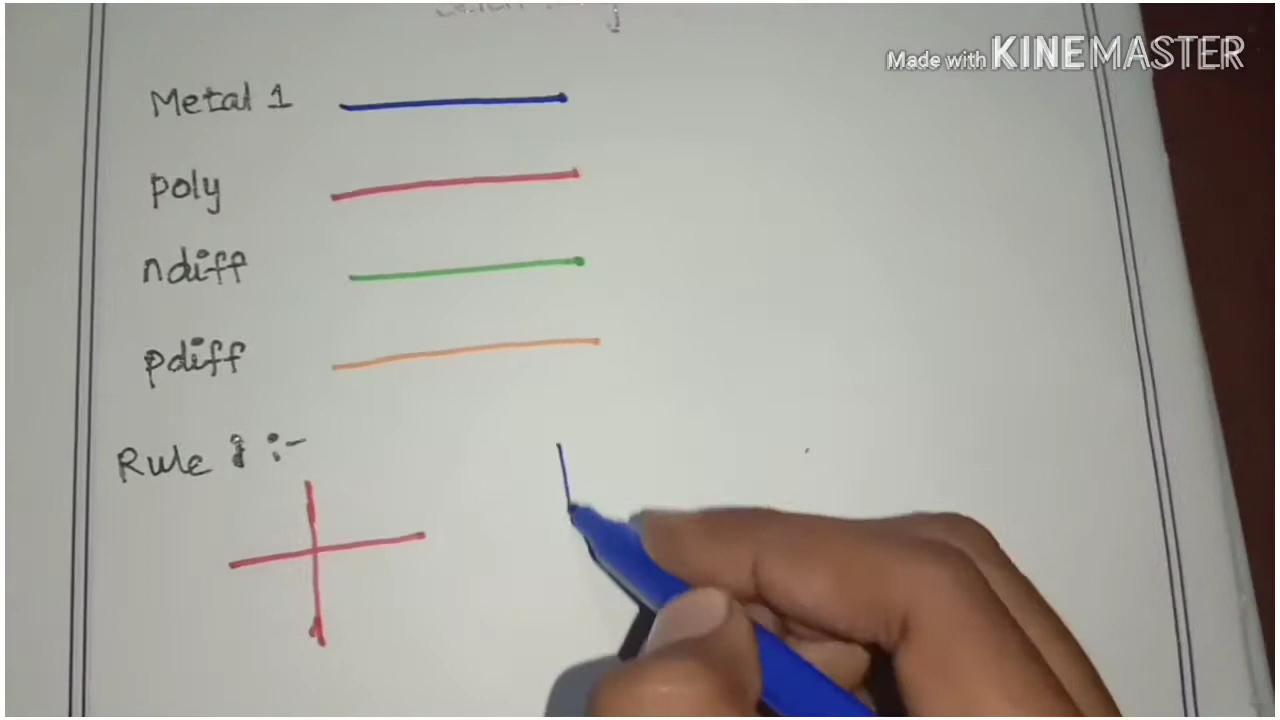 Made with KINEMASTER
Metal 1
poly
ndiff
pdiff
Rule 1 :-